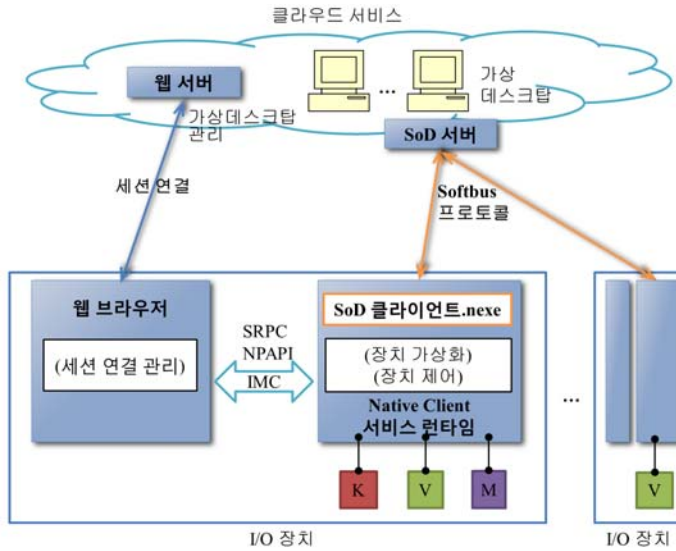 클라우드 서비스
웹 서버
...
가상
데스크탑
가상데스크탑
관리
SoD 서버
세션 연결
Softbus
프로토콜
웹 브라우저
(세션 연결 관리)
SRPC
NPAPI
IMC
SoD 클라이언트.nexe
(장치 가상화)
(장치 제어)
Native Client
서비스 런타임
...
K
V
M
V
I/O 장치
I/O 장치